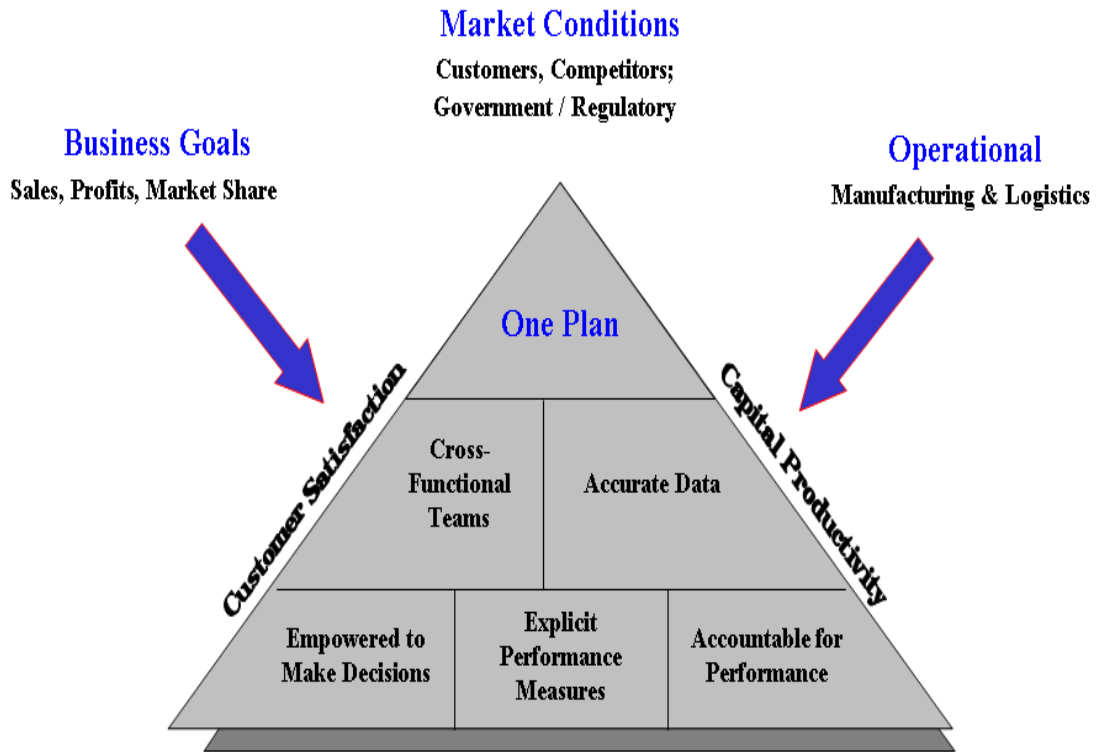 Market Conditions
Customers, Competitors;
Government / Regulatory
Business Goals
Sales, Profits, Market Share
Operational
Manufacturing & Logistics
One Plan
Customer Satisfaction
Capital Productivity
Cross-
Functional
Teams
Accurate Data
Empowered to
Make Decisions
Explicit
Performance
Measures
Accountable for
Performance